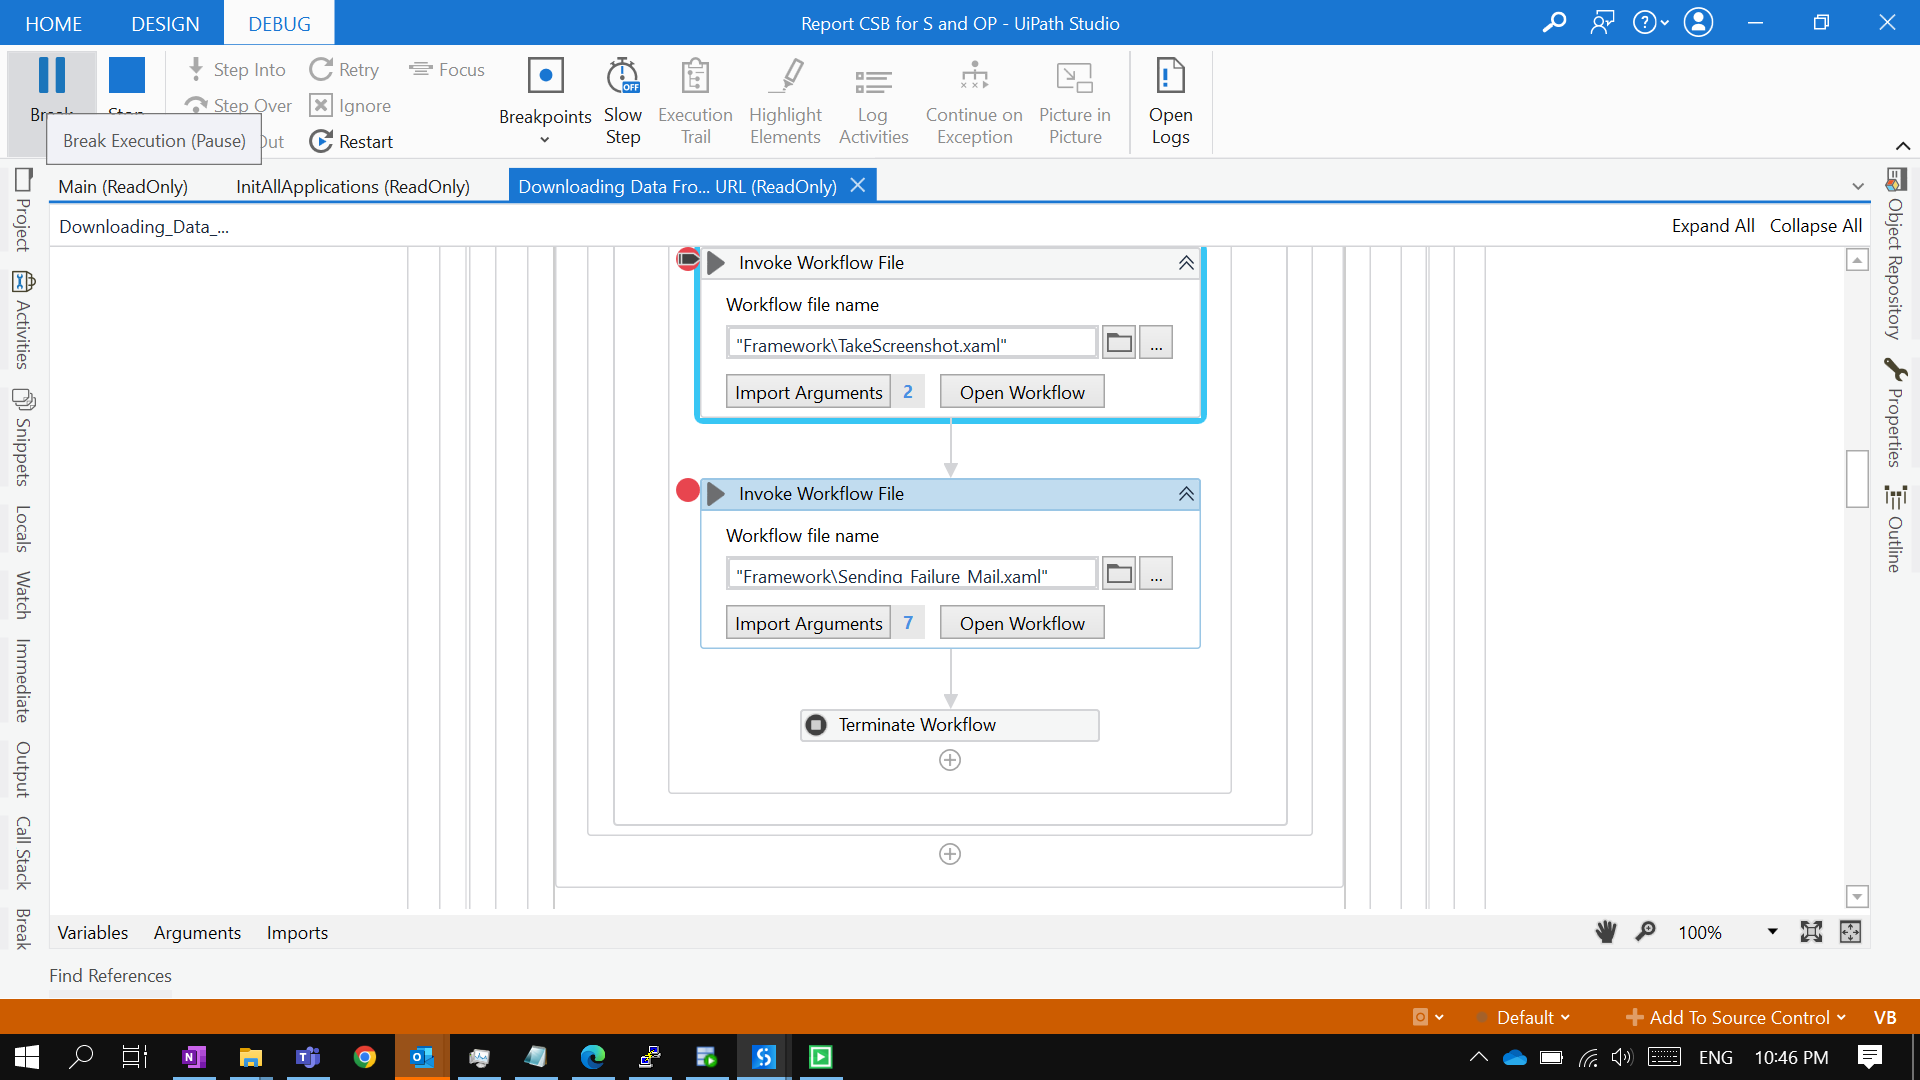 HOME DESIGN DEBUG Report CSB for S and OP - UiPath Studio
Step Into Retry Focus
Step Over Ignore
Break Execution (Pause) Out Restart
Breakpoints
Slow Step
Execution Trail
Highlight Elements
Log Activities
Continue on Exception
Picture in Picture
Open Logs
Main (ReadOnly) InitAllApplications (ReadOnly) Downloading Data Fro... URL (ReadOnly)
Downloading_Data_... Expand All Collapse All
Project
Activities
Snippets
Locals
Watch
Immediate
Output
Call Stack
Break
Invoke Workflow File
Workflow file name
"Framework\TakeScreenshot.xaml"
...
Import Arguments 2 Open Workflow
Invoke Workflow File
Workflow file name
"Framework\Sending_Failure_Mail.xaml"
...
Import Arguments 7 Open Workflow
Terminate Workflow
Object Repository
Properties
Outline
Variables Arguments Imports 100%
Find References
Default Add To Source Control VB
OFF
ENG 10:46 PM